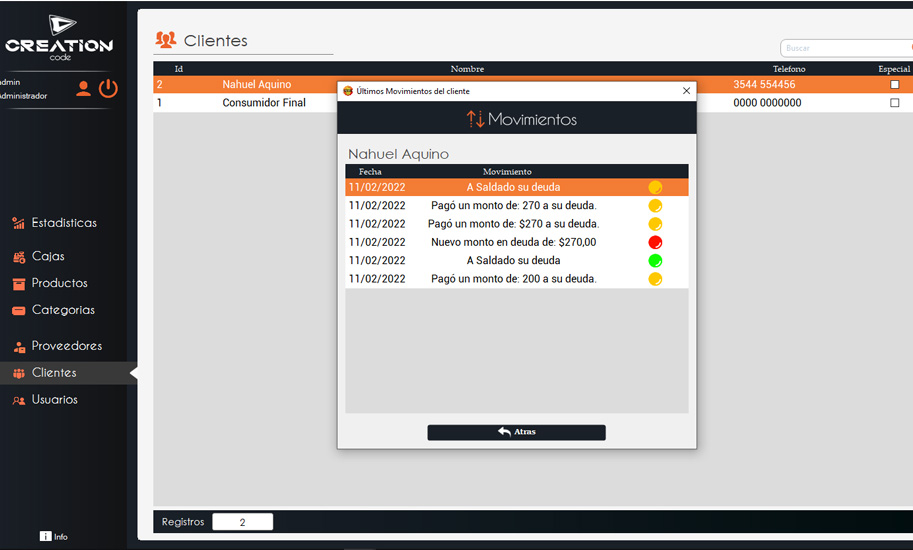 CREATION
code
admin
Administrador
Estadisticas
Cajas
Productos
Categorias
Proveedores
Clientes
Usuarios
Info
Clientes
Buscar
Id Nombre Telefono Especial
2 Nahuel Aquino 3544 554456
1 Consumidor Final 0000 0000000
Últimos Movimientos del cliente
Movimientos
Nahuel Aquino
Fecha Movimiento
11/02/2022 A Saldado su deuda
11/02/2022 Pagó un monto de: 270 a su deuda.
11/02/2022 Pagó un monto de: $270 a su deuda.
11/02/2022 Nuevo monto en deuda de: $270,00
11/02/2022 A Saldado su deuda
11/02/2022 Pagó un monto de: 200 a su deuda.
Atras
Registros 2